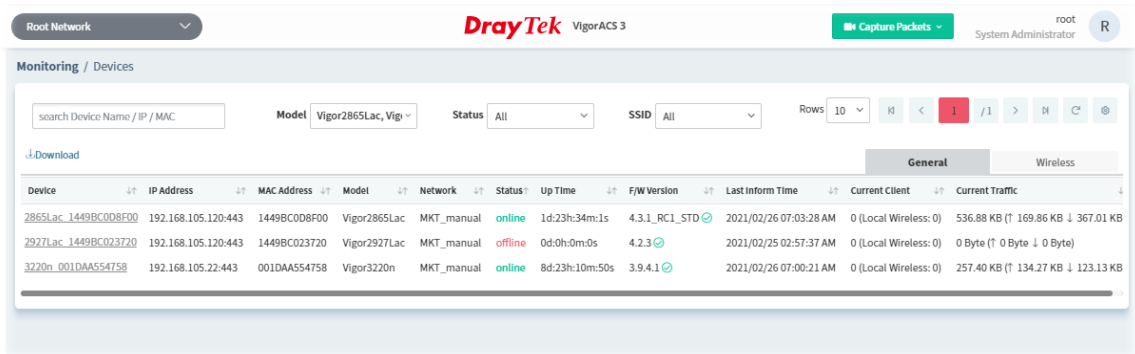 Root Network
DrayTek VigorACS 3
Capture Packets
root
System Administrator
R
Monitoring / Devices
search Device Name / IP / MAC
Model Vigor2865Lac, Vig
Status All
SSID All
Rows 10
1 / 1
Download
General Wireless
Device IP Address MAC Address Model Network Status Up Time F/W Version Last Inform Time Current Client Current Traffic
2865Lac_1449BC0D8F00 192.168.105.120:443 1449BC0D8F00 Vigor2865Lac MKT_manual online 1d:23h:34m:1s 4.3.1_RC1_STD 2021/02/26 07:03:28 AM 0 (Local Wireless: 0) 536.88 KB (↑ 169.86 KB ↓ 367.01 KB
2927Lac_1449BC023720 192.168.105.120:443 1449BC023720 Vigor2927Lac MKT_manual offline 0d:0h:0m:0s 4.2.3 2021/02/25 02:57:37 AM 0 (Local Wireless: 0) 0 Byte (↑ 0 Byte ↓ 0 Byte)
3220n_001DAA554758 192.168.105.22:443 001DAA554758 Vigor3220n MKT_manual online 8d:23h:10m:50s 3.9.4.1 2021/02/26 07:00:21 AM 0 (Local Wireless: 0) 257.40 KB (↑ 134.27 KB ↓ 123.13 KB